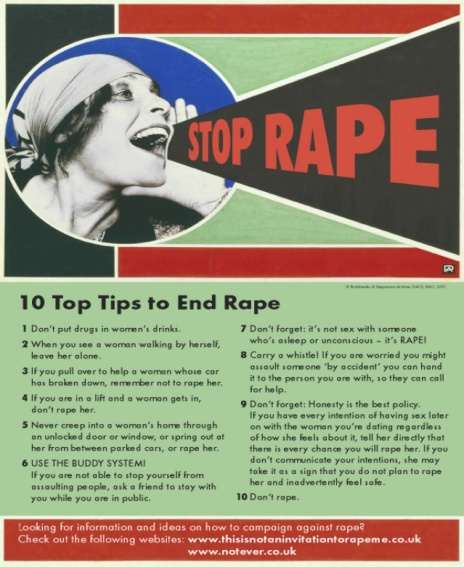 STOP RAPE
© Rodchenko & Stepanova Archive, DACS, RAO, 2007
10 Top Tips to End Rape
1 Don't put drugs in women's drinks.
2 When you see a woman walking by herself,
leave her alone.
3 If you pull over to help a woman whose car
has broken down, remember not to rape her.
4 If you are in a lift and a woman gets in,
don't rape her.
5 Never creep into a woman's home through
an unlocked door or window, or spring out at
her from between parked cars, or rape her.
6 USE THE BUDDY SYSTEM!
If you are not able to stop yourself from
assaulting people, ask a friend to stay with
you while you are in public.
7 Don't forget: it's not sex with someone
who's asleep or unconscious – it's RAPE!
8 Carry a whistle! If you are worried you might
assault someone 'by accident' you can hand
it to the person you are with, so they can call
for help.
9 Don't forget: Honesty is the best policy.
If you have every intention of having sex later
on with the woman you're dating regardless
of how she feels about it, tell her directly that
there is every chance you will rape her. If you
don't communicate your intentions, she may
take it as a sign that you do not plan to rape
her and inadvertently feel safe.
10 Don't rape.
Looking for information and ideas on how to campaign against rape?
Check out the following websites: www.thisisnotaninvitationtorapeme.co.uk
www.notever.co.uk